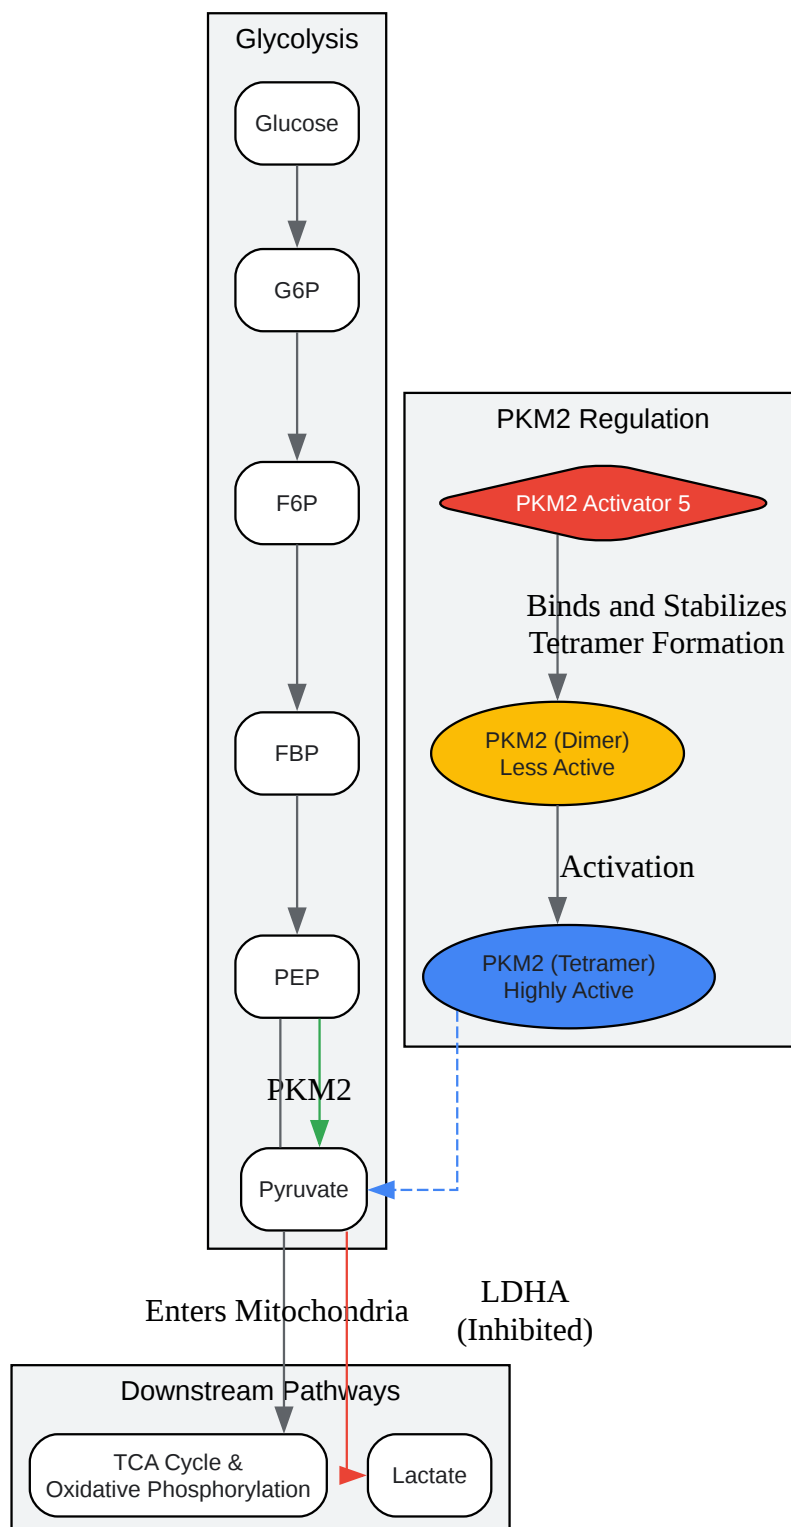 Glycolysis
Glucose
G6P
F6P
FBP
PEP
PKM2
Pyruvate
PKM2 Regulation
PKM2 Activator 5
Binds and Stabilizes
Tetramer Formation
PKM2 (Dimer)
Less Active
Activation
PKM2 (Tetramer)
Highly Active
Enters Mitochondria
LDHA
(Inhibited)
Downstream Pathways
TCA Cycle &
Oxidative Phosphorylation
Lactate